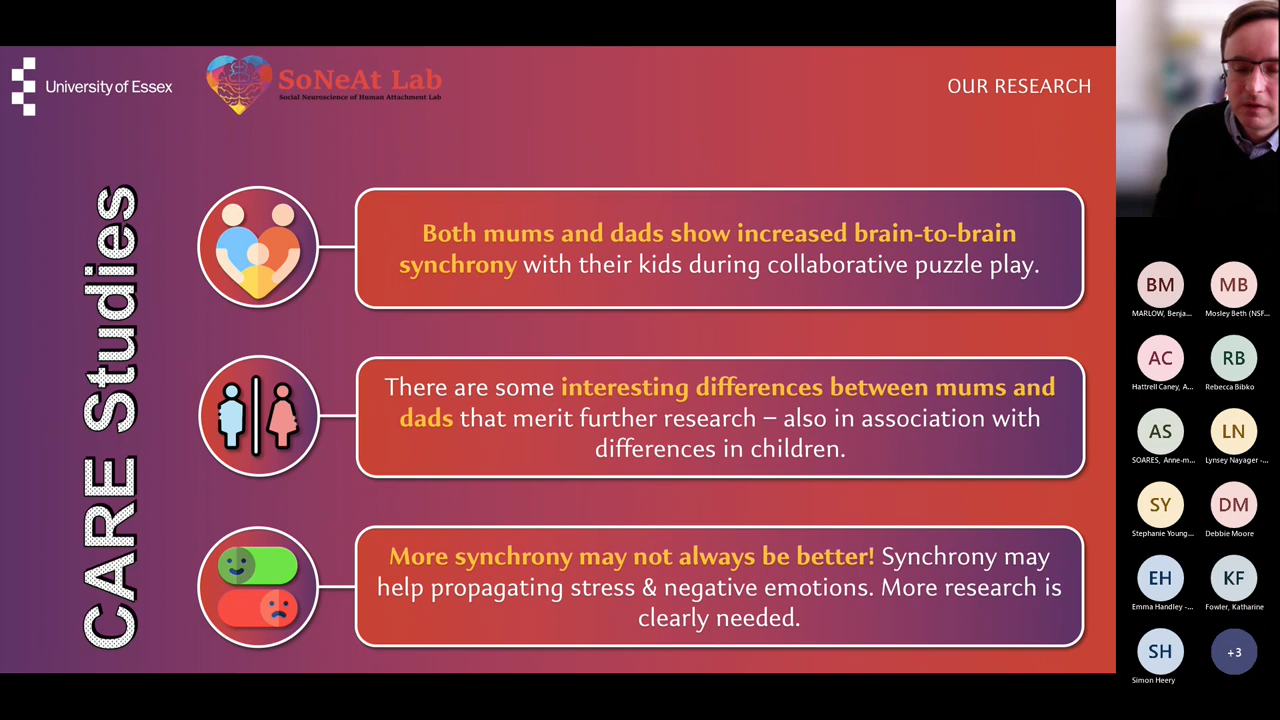 University of Essex
SoNeAt Lab
Social Neuroscience of Human Attachment Lab
OUR RESEARCH
CARE Studies
Both mums and dads show increased brain-to-brain
synchrony with their kids during collaborative puzzle play.
There are some interesting differences between mums and
dads that merit further research – also in association with
differences in children.
More synchrony may not always be better! Synchrony may
help propagating stress & negative emotions. More research is
clearly needed.
BM
MB
MARLOW, Benja...
Mosley Beth (NSF...
AC
RB
Hattrell Caney, A...
Rebecca Bibko
AS
LN
SOARES, Anne-m...
Lynsey Nayager -...
SY
DM
Stephanie Young...
Debbie Moore
EH
KF
Emma Handley -...
Fowler, Katharine
SH
+3
Simon Heery